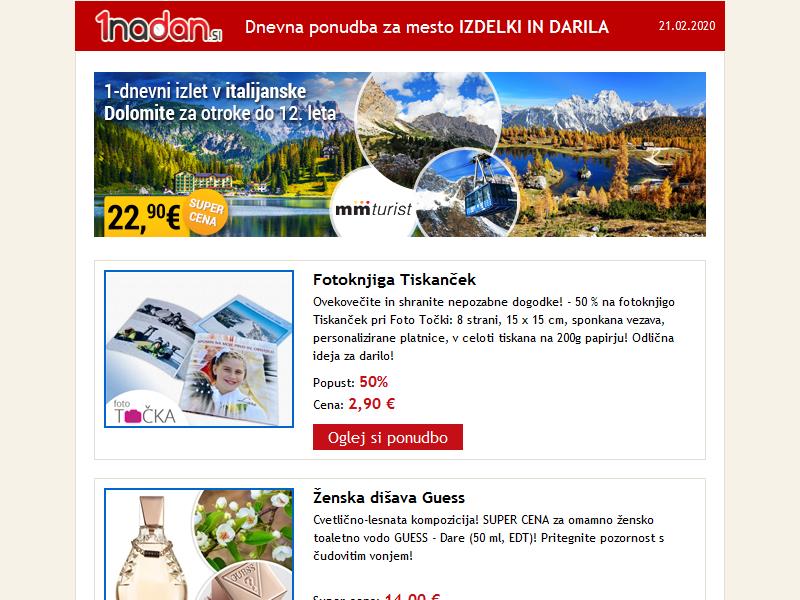 1nadan.si
Dnevna ponudba za mesto IZDELKI IN DARILA
21.02.2020
1-dnevni izlet v italijanske
Dolomite za otroke do 12. leta
22,90€
SUPER
CENA
mmturist
Fotoknjiga Tiskanček
Ovekovečite in shranite nepozabne dogodke! - 50 % na fotoknjigo
Tiskanček pri Foto Točki: 8 strani, 15 x 15 cm, sponkana vezava,
personalizirane platnice, v celoti tiskana na 200g papirju! Odlična
ideja za darilo!
Popust: 50%
Cena: 2,90 €
Oglej si ponudbo
foto
TOČKA
Ženska dišava Guess
Cvetlično-lesnata kompozicija! SUPER CENA za omamno žensko
toaletno vodo GUESS - Dare (50 ml, EDT)! Pritegnite pozornost s
čudovitim vonjem!
Super cena: 14,00 €
GUESS